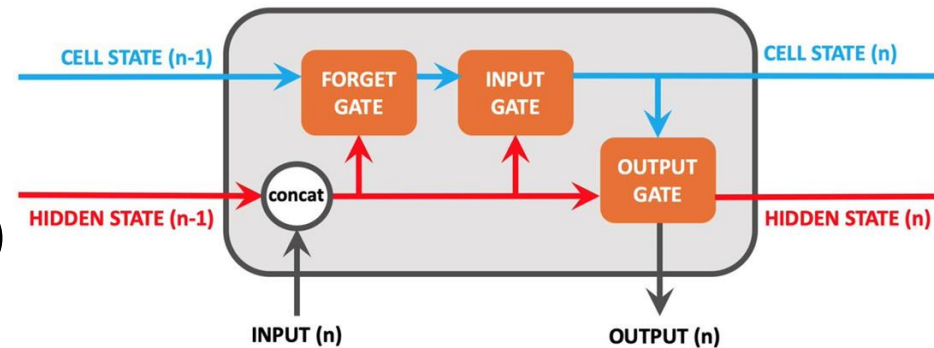 CELL STATE (n-1)
CELL STATE (n)
FORGET
GATE
INPUT
GATE
concat
OUTPUT
GATE
HIDDEN STATE (n-1)
HIDDEN STATE (n)
INPUT (n)
OUTPUT (n)
)